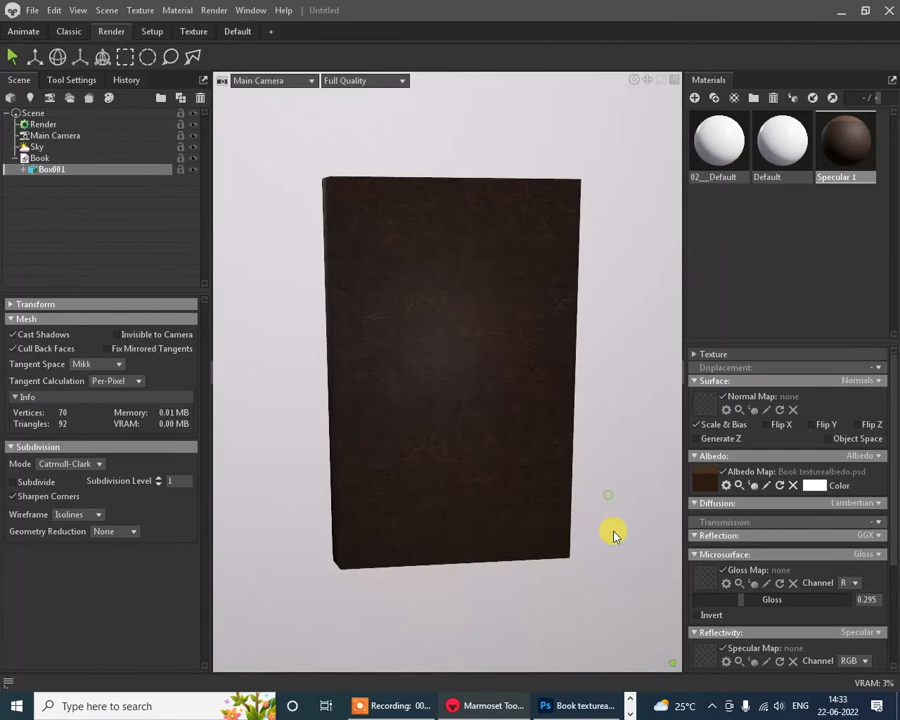 File Edit Scene Texture Material Render Window Help Untitled
Animate Classic Render Setup Texture Default +
Scene Tool Settings History
Main Camera Full Quality
Materials
- /
Scene
Render
Main Camera
Sky
Book
Box001
02__Default Default Specular 1
Transform
Mesh
Cast Shadows Invisible to Camera
Cull Back Faces Fix Mirrored Tangents
Tangent Space Mikk
Tangent Calculation Per-Pixel
Info
Vertices: 70 Memory: 0.01 MB
Triangles: 92 VRAM: 0.00 MB
Subdivision
Mode Catmull-Clark
Subdivide Subdivision Level 1
Sharpen Corners
Wireframe Isolines
Geometry Reduction None
Texture
Displacement: -
Surface: Normals
Normal Map: none
Scale & Bias Flip X Flip Y Flip Z
Generate Z Object Space
Albedo: Albedo
Albedo Map: Book texturealbedo.psd
Color
Diffusion: Lambertian
Transmission: -
Reflection: GGX
Microsurface: Gloss
Gloss Map: none
Channel R
Gloss 0.295
Invert
Reflectivity: Specular
Specular Map: none
Channel RGB
VRAM: 3%
Type here to search
Recording: 00...
Marmoset Too...
Ps Book texturea...
25°C
ENG
14:33
22-06-2022